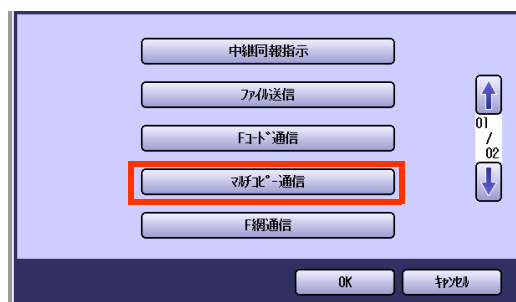 中継同報指示
ファイル送信
Fコード通信
マルチコピー通信
F網通信
01
/
02
OK
キャンセル